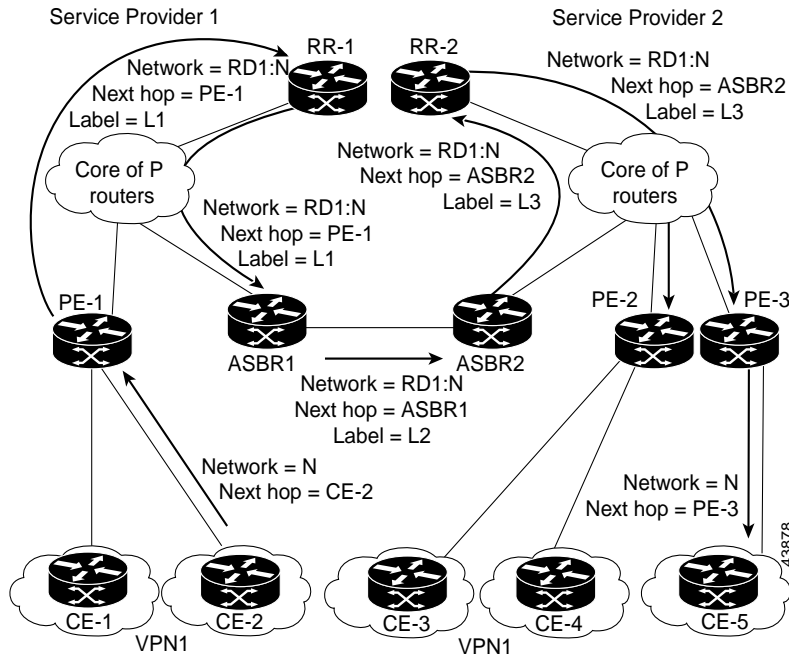 Service Provider 1
Service Provider 2
RR-1
RR-2
Network = RD1:N
Next hop = PE-1
Label = L1
Network = RD1:N
Next hop = ASBR2
Label = L3
Core of P
routers
Network = RD1:N
Next hop = ASBR2
Label = L3
Core of P
routers
Network = RD1:N
Next hop = PE-1
Label = L1
PE-1
PE-2
PE-3
ASBR1
ASBR2
Network = RD1:N
Next hop = ASBR1
Label = L2
Network = N
Next hop = CE-2
Network = N
Next hop = PE-3
43878
CE-1
CE-2
CE-3
CE-4
CE-5
VPN1
VPN1